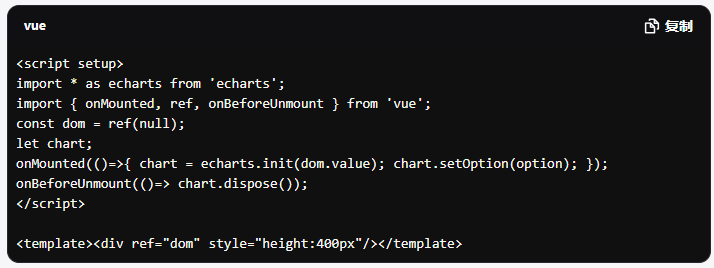 vue
复制
<script setup>
import * as echarts from 'echarts';
import { onMounted, ref, onBeforeUnmount } from 'vue';
const dom = ref(null);
let chart;
onMounted(()=>{ chart = echarts.init(dom.value); chart.setOption(option); });
onBeforeUnmount(()=> chart.dispose());
</script>

<template><div ref="dom" style="height:400px"/></template>